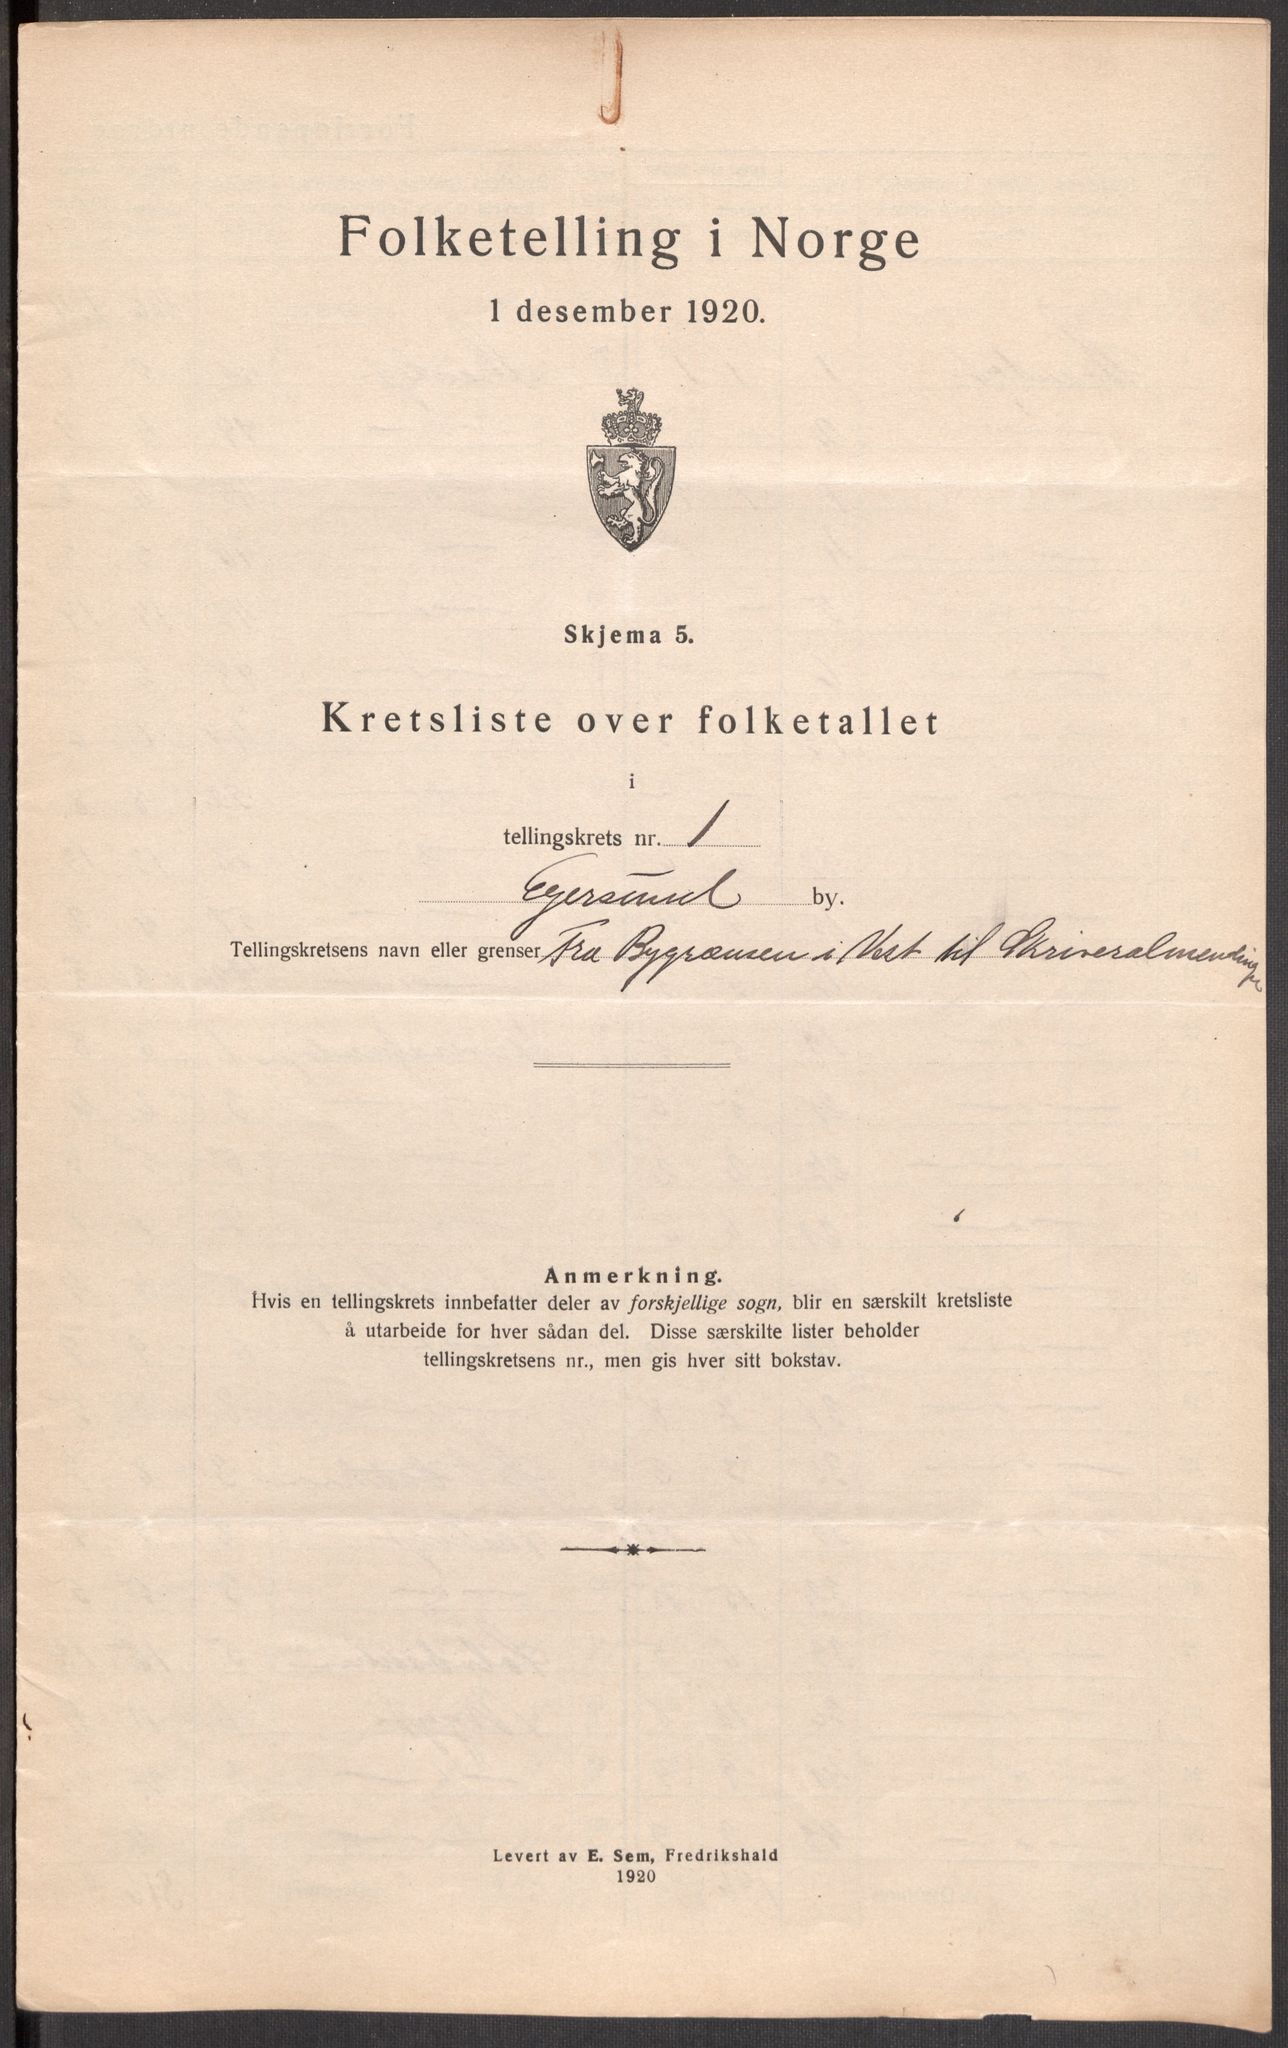 Folketelling i Norge
1 desember 1920.
Skjema 5.
Kretsliste over folketallet
i
tellingskrets nr. 1
Egersund by.
Tellingskretsens navn eller grenser Fra Bygrænsen i Vest til Skriveralmendingen
Anmerkning.
Hvis en tellingskrets innbefatter deler av forskjellige sogn, blir en særskilt kretsliste
å utarbeide for hver sådan del. Disse særskilte lister beholder
tellingskretsens nr., men gis hver sitt bokstav.
Levert av E. Sem, Fredrikshald
1920